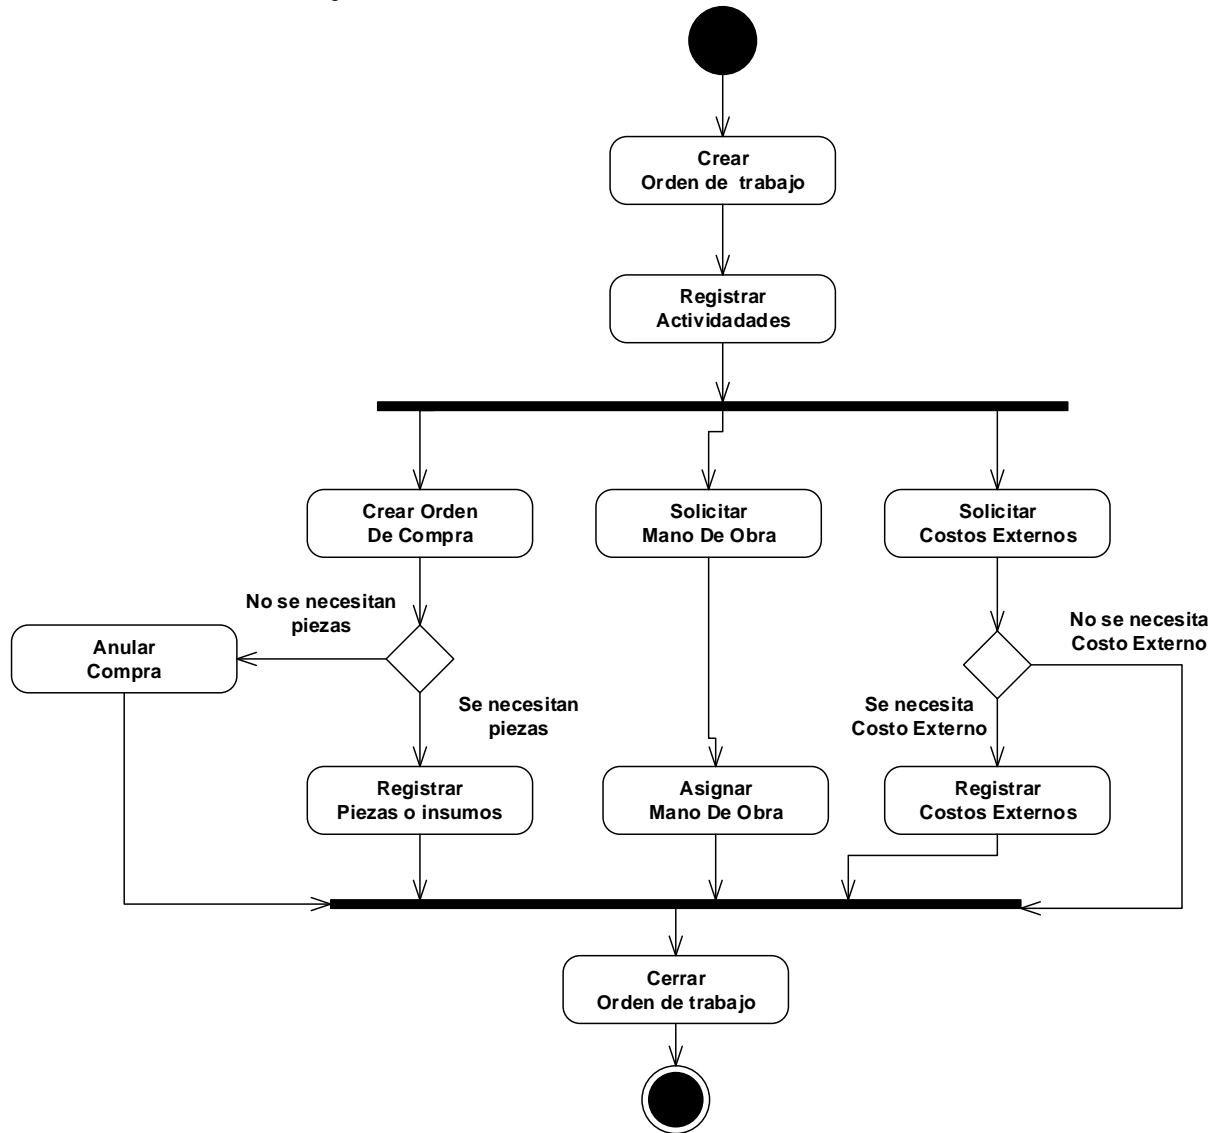 Crear
Orden de trabajo
Registrar
Actividadades
Crear Orden
De Compra
Solicitar
Mano De Obra
Solicitar
Costos Externos
No se necesitan
piezas
No se necesita
Costo Externo
Anular
Compra
Se necesitan
piezas
Se necesita
Costo Externo
Registrar
Piezas o insumos
Asignar
Mano De Obra
Registrar
Costos Externos
Cerrar
Orden de trabajo